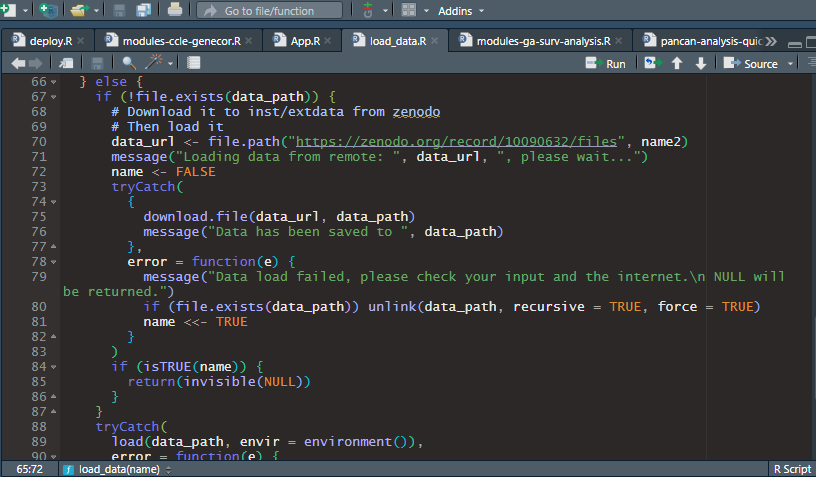 Go to file/function
Addins
deploy.R
modules-ccle-genecor.R
App.R
load_data.R
modules-ga-surv-analysis.R
pancan-analysis-quic
Run
Source
66 } else {
67 if (!file.exists(data_path)) {
68 # Download it to inst/extdata from zenodo
69 # Then load it
70 data_url <- file.path("https://zenodo.org/record/10090632/files", name2)
71 message("Loading data from remote: ", data_url, ", please wait...")
72 name <- FALSE
73 tryCatch(
74 {
75 download.file(data_url, data_path)
76 message("Data has been saved to ", data_path)
77 },
78 error = function(e) {
79 message("Data load failed, please check your input and the internet.\n NULL will
be returned.")
80 if (file.exists(data_path)) unlink(data_path, recursive = TRUE, force = TRUE)
81 name <<- TRUE
82 }
83 )
84 if (isTRUE(name)) {
85 return(invisible(NULL))
86 }
87 }
88 tryCatch(
89 load(data_path, envir = environment()),
90 error = function(e) {
65:72
load_data(name)
R Script